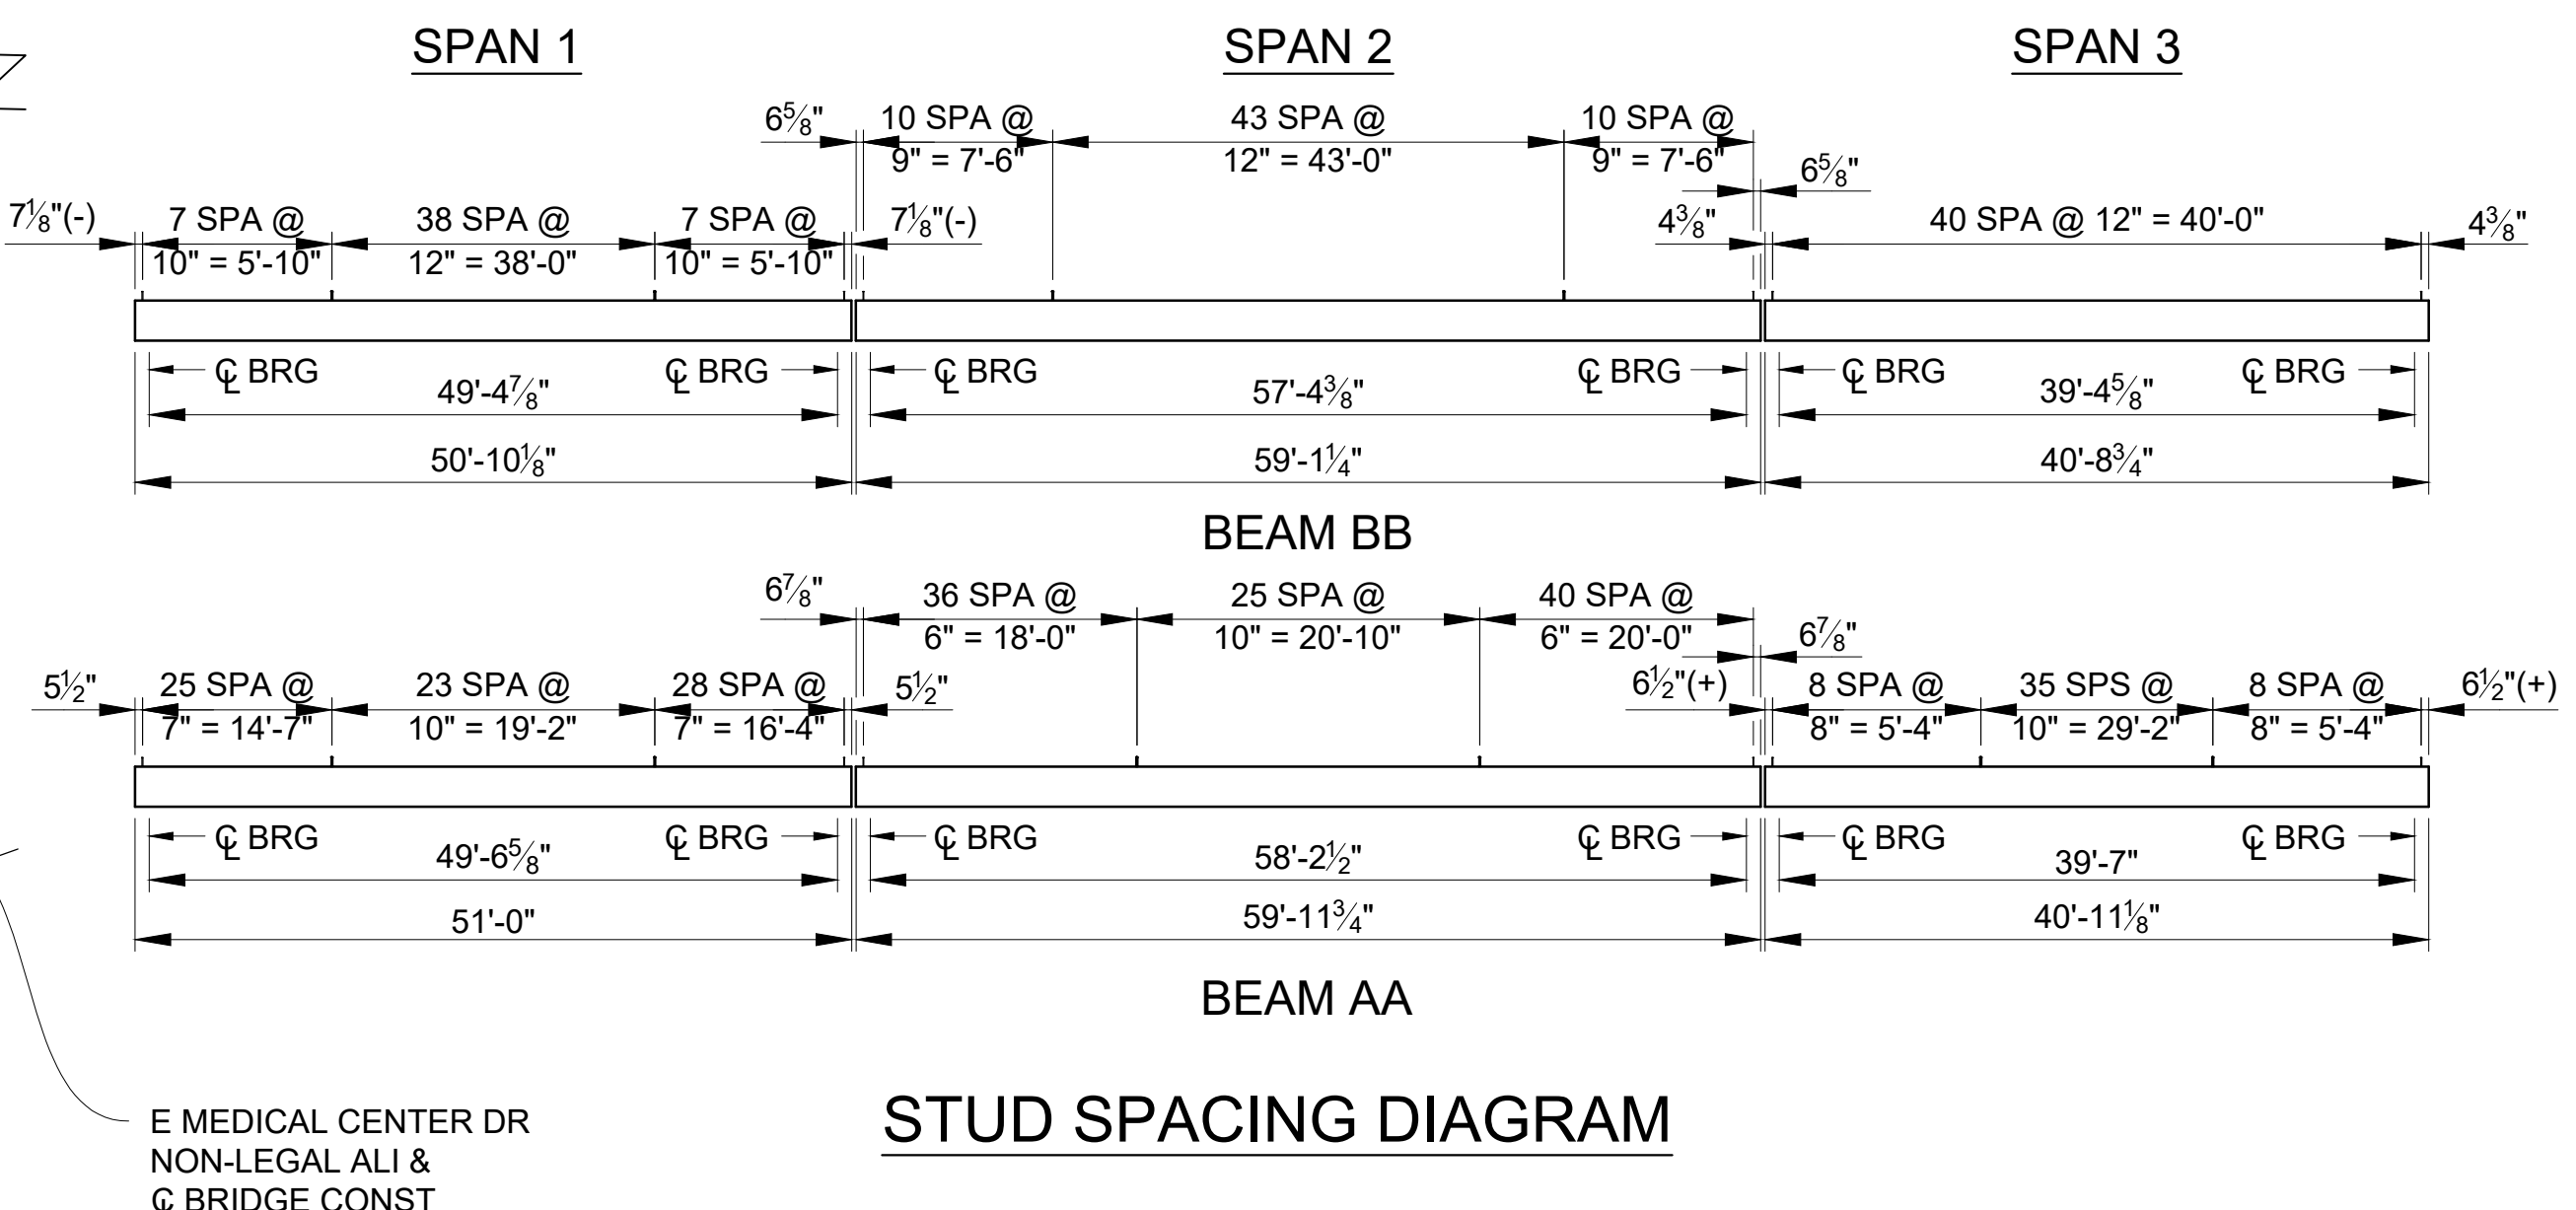 SPAN 1 SPAN 2 SPAN 3
6⅝" 10 SPA @ 43 SPA @ 10 SPA @
9" = 7'-6" 12" = 43'-0" 9" = 7'-6"
6⅝"
7⅛"(-) 7 SPA @ 38 SPA @ 7 SPA @ 7⅛"(-) 4⅜" 40 SPA @ 12" = 40'-0" 4⅜"
10" = 5'-10" 12" = 38'-0" 10" = 5'-10"
℄ BRG ℄ BRG ℄ BRG ℄ BRG ℄ BRG ℄ BRG
49'-4⅞" 57'-4⅜" 39'-4⅝"
50'-10⅛" 59'-1¼" 40'-8¾"
BEAM BB
6⅞" 36 SPA @ 25 SPA @ 40 SPA @
6" = 18'-0" 10" = 20'-10" 6" = 20'-0" 6⅞"
5½" 25 SPA @ 23 SPA @ 28 SPA @ 5½" 6½"(+) 8 SPA @ 35 SPS @ 8 SPA @ 6½"(+)
7" = 14'-7" 10" = 19'-2" 7" = 16'-4" 8" = 5'-4" 10" = 29'-2" 8" = 5'-4"
℄ BRG ℄ BRG ℄ BRG ℄ BRG ℄ BRG ℄ BRG
49'-6⅝" 58'-2½" 39'-7"
51'-0" 59'-11¾" 40'-11⅛"
BEAM AA
STUD SPACING DIAGRAM
E MEDICAL CENTER DR
NON-LEGAL ALI &
℄ BRIDGE CONST